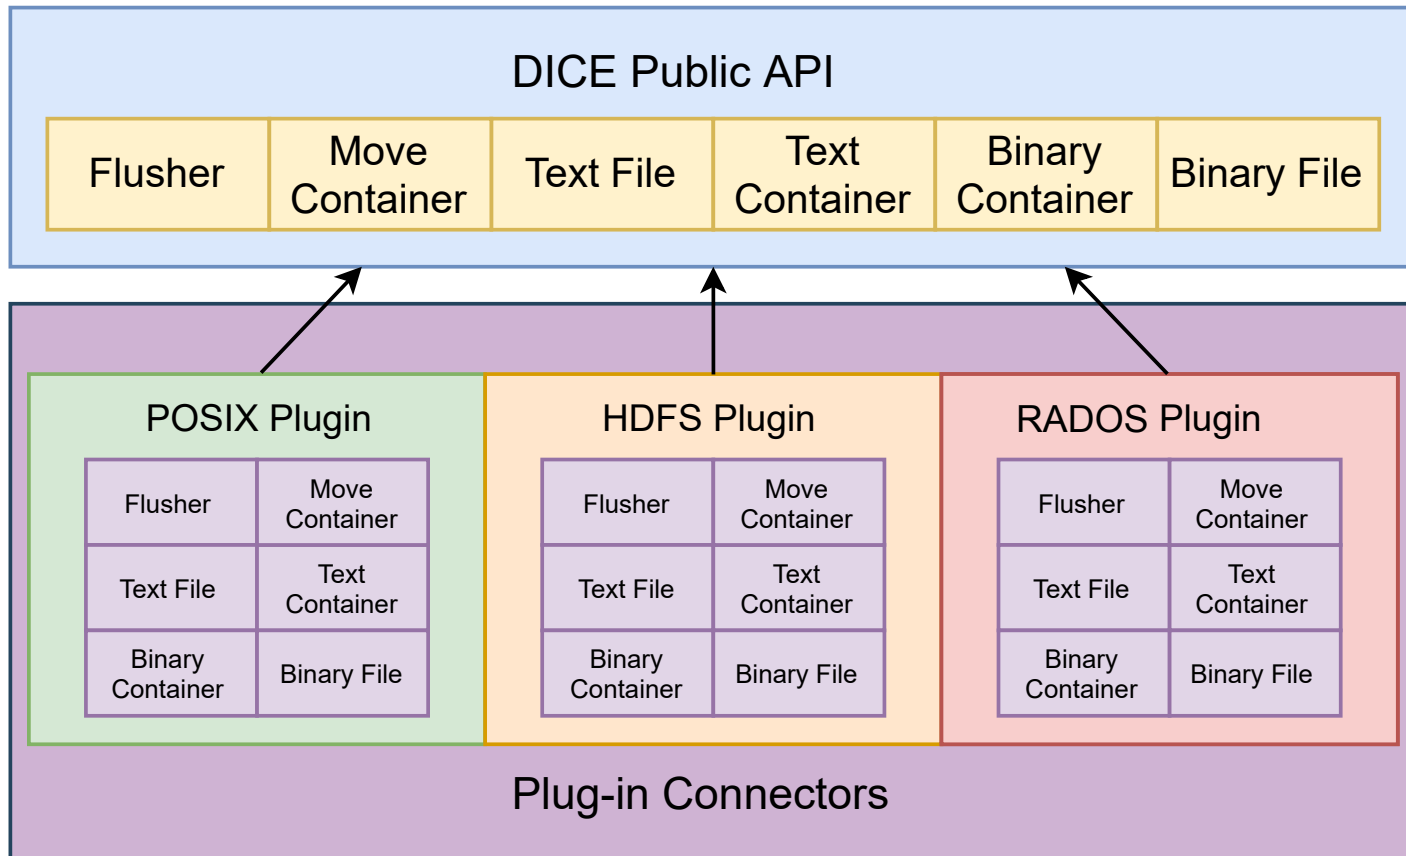 DICE Public API
Flusher
Move
Container
Text File
Text
Container
Binary
Container
Binary File
POSIX Plugin
Flusher
Move
Container
Text File
Text
Container
Binary
Container
Binary File
HDFS Plugin
Flusher
Move
Container
Text File
Text
Container
Binary
Container
Binary File
RADOS Plugin
Flusher
Move
Container
Text File
Text
Container
Binary
Container
Binary File
Plug-in Connectors